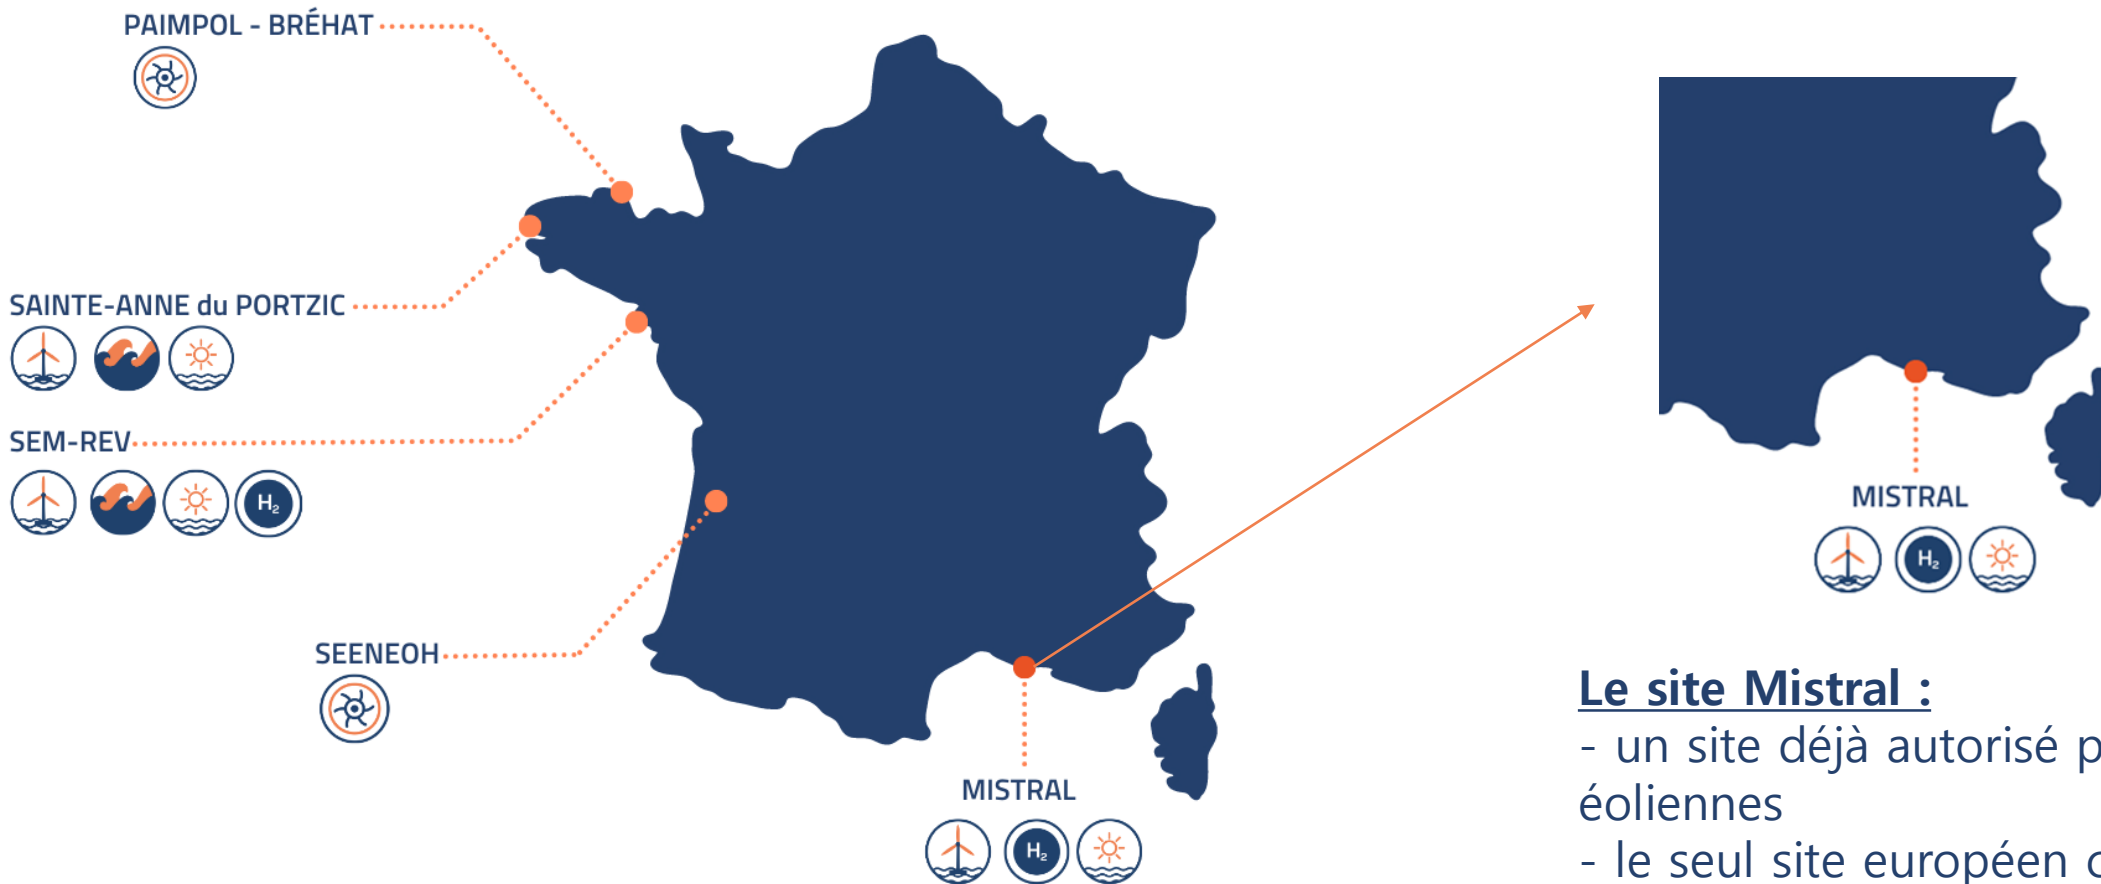 PAIMPOL - BRÉHAT
SAINTE-ANNE du PORTZIC
SEM-REV
H₂
SEENEOH
MISTRAL
H₂
MISTRAL
H₂
Le site Mistral :
- un site déjà autorisé p
éoliennes
- le seul site européen